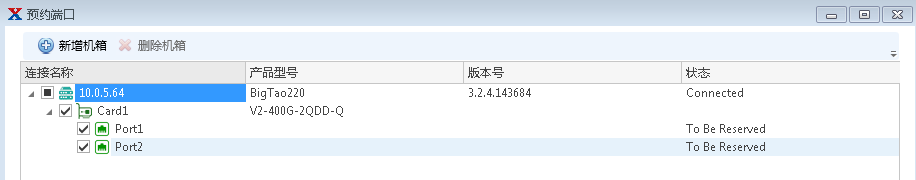 预约端口
新增机箱 删除机箱
连接名称 产品型号 版本号 状态
10.0.5.64 BigTao220 3.2.4.143684 Connected
Card1 V2-400G-2QDD-Q
Port1 To Be Reserved
Port2 To Be Reserved